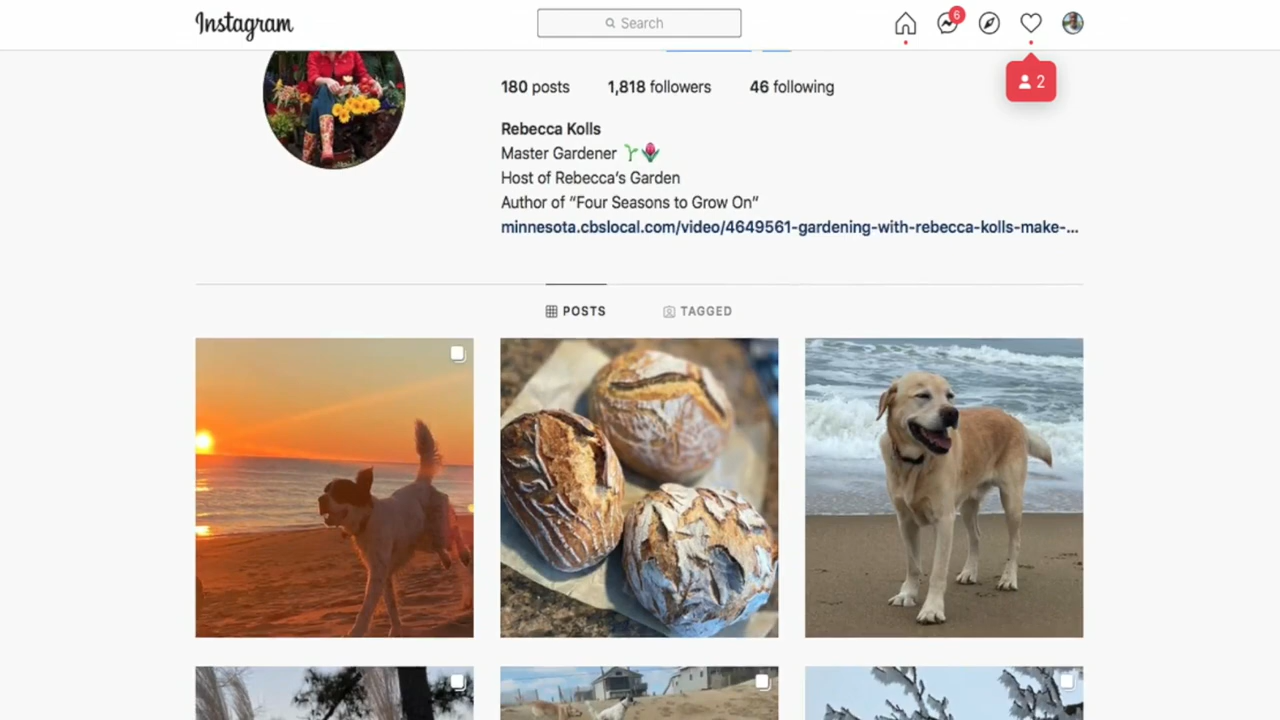 Instagram
Search
6
180 posts 1,818 followers 46 following
2
Rebecca Kolls
Master Gardener
Host of Rebecca's Garden
Author of “Four Seasons to Grow On”
minnesota.cbslocal.com/video/4649561-gardening-with-rebecca-kolls-make-...
POSTS TAGGED